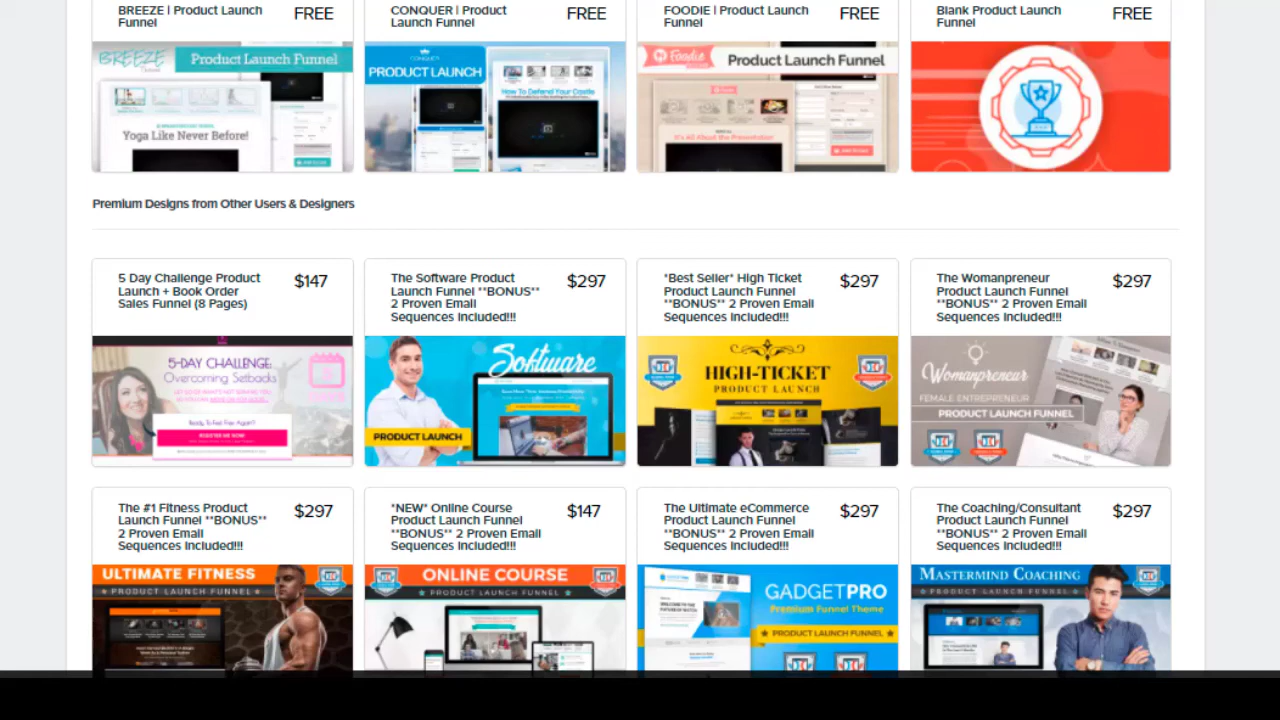 BREEZE | Product Launch
Funnel
FREE
CONQUER | Product
Funnel
FREE
FOODIE | Product Launch
Funnel
FREE
Blank Product Launch
Funnel
FREE
BREEZE
Product Launch Funnel
Yoga Like Never Before!
CONQUER
PRODUCT LAUNCH
How To Defend Your Castle
Foodie
Product Launch Funnel
It's All About the Presentation!
Premium Designs from Other Users & Designers
5 Day Challenge Product
Launch + Book Order
Sales Funnel (8 Pages)
$147
The Software Product
Launch Funnel **BONUS**
2 Proven Email
Sequences Included!!!
$297
*Best Seller* High Ticket
Product Launch Funnel
**BONUS** 2 Proven Email
Sequences Included!!!
$297
The Womanpreneur
Product Launch Funnel
**BONUS** 2 Proven Email
Sequences Included!!!
$297
5-DAY CHALLENGE
Overcoming Setbacks
Ready To Feel Free Again?
REGISTER ME NOW!
Software
PRODUCT LAUNCH
HIGH-TICKET
PRODUCT LAUNCH
Womanpreneur
FEMALE ENTREPRENEUR
PRODUCT LAUNCH FUNNEL
The #1 Fitness Product
Launch Funnel **BONUS**
2 Proven Email
Sequences Included!!!
$297
*NEW* Online Course
Product Launch Funnel
**BONUS** 2 Proven Email
Sequences Included!!!
$147
The Ultimate eCommerce
Product Launch Funnel
**BONUS** 2 Proven Email
Sequences Included!!!
$297
The Coaching/Consultant
Product Launch Funnel
**BONUS** 2 Proven Email
Sequences Included!!!
$297
ULTIMATE FITNESS
PRODUCT LAUNCH FUNNEL
ONLINE COURSE
PRODUCT LAUNCH FUNNEL
GADGETPRO
Premium Funnel Theme
PRODUCT LAUNCH FUNNEL
MASTERMIND COACHING
PRODUCT LAUNCH FUNNEL